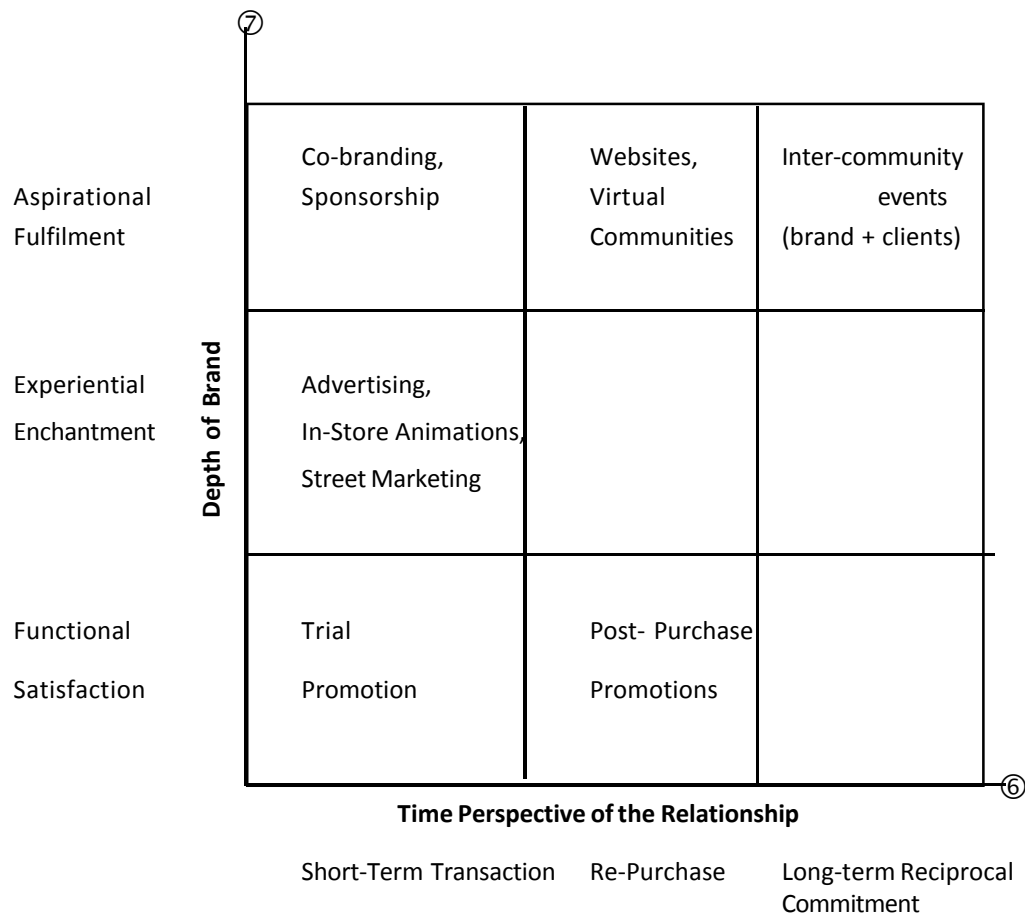 ⑦
Co-branding,
Sponsorship
Websites,
Virtual
Communities
Inter-community
events
(brand + clients)
Aspirational
Fulfilment
Depth of Brand
Experiential
Enchantment
Advertising,
In-Store Animations,
Street Marketing
Functional
Satisfaction
Trial
Promotion
Post- Purchase
Promotions
⑥
Time Perspective of the Relationship
Short-Term Transaction
Re-Purchase
Long-term Reciprocal
Commitment